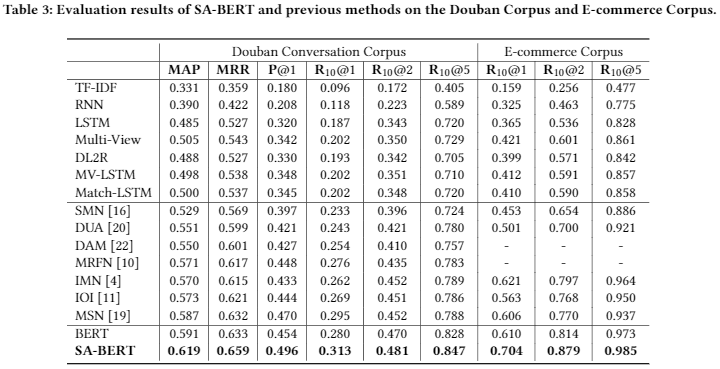 Table 3: Evaluation results of SA-BERT and previous methods on the Douban Corpus and E-commerce Corpus.
Douban Conversation Corpus E-commerce Corpus
MAP MRR P@1 R10@1 R10@2 R10@5 R10@1 R10@2 R10@5
TF-IDF 0.331 0.359 0.180 0.096 0.172 0.405 0.159 0.256 0.477
RNN 0.390 0.422 0.208 0.118 0.223 0.589 0.325 0.463 0.775
LSTM 0.485 0.527 0.320 0.187 0.343 0.720 0.365 0.536 0.828
Multi-View 0.505 0.543 0.342 0.202 0.350 0.729 0.421 0.601 0.861
DL2R 0.488 0.527 0.330 0.193 0.342 0.705 0.399 0.571 0.842
MV-LSTM 0.498 0.538 0.348 0.202 0.351 0.710 0.412 0.591 0.857
Match-LSTM 0.500 0.537 0.345 0.202 0.348 0.720 0.410 0.590 0.858
SMN [16] 0.529 0.569 0.397 0.233 0.396 0.724 0.453 0.654 0.886
DUA [20] 0.551 0.599 0.421 0.243 0.421 0.780 0.501 0.700 0.921
DAM [22] 0.550 0.601 0.427 0.254 0.410 0.757 - - -
MRFN [10] 0.571 0.617 0.448 0.276 0.435 0.783 - - -
IMN [4] 0.570 0.615 0.433 0.262 0.452 0.789 0.621 0.797 0.964
IOI [11] 0.573 0.621 0.444 0.269 0.451 0.786 0.563 0.768 0.950
MSN [19] 0.587 0.632 0.470 0.295 0.452 0.788 0.606 0.770 0.937
BERT 0.591 0.633 0.454 0.280 0.470 0.828 0.610 0.814 0.973
SA-BERT 0.619 0.659 0.496 0.313 0.481 0.847 0.704 0.879 0.985